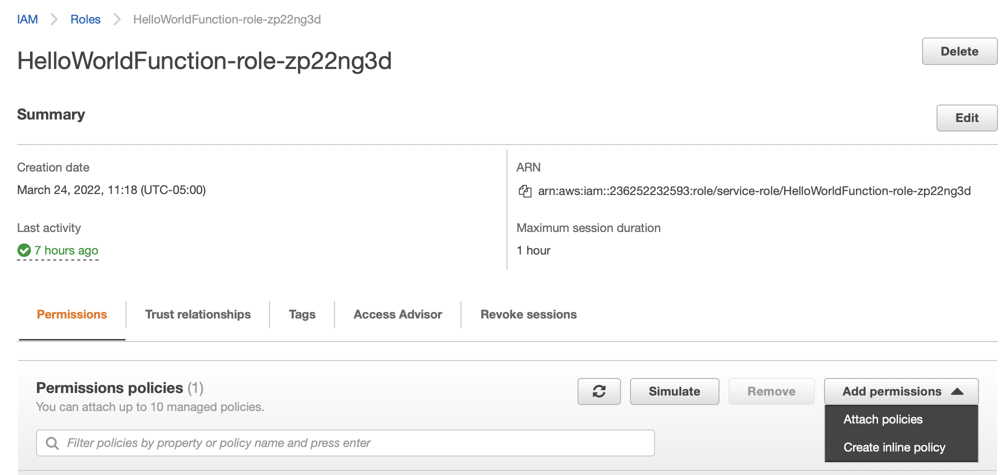 IAM > Roles > HelloWorldFunction-role-zp22ng3d
HelloWorldFunction-role-zp22ng3d
Delete
Summary
Edit
Creation date
March 24, 2022, 11:18 (UTC-05:00)
ARN
arn:aws:iam::236252232593:role/service-role/HelloWorldFunction-role-zp22ng3d
Last activity
7 hours ago
Maximum session duration
1 hour
Permissions Trust relationships Tags Access Advisor Revoke sessions
Permissions policies (1)
You can attach up to 10 managed policies.
Simulate Remove Add permissions
Attach policies
Create inline policy
Filter policies by property or policy name and press enter